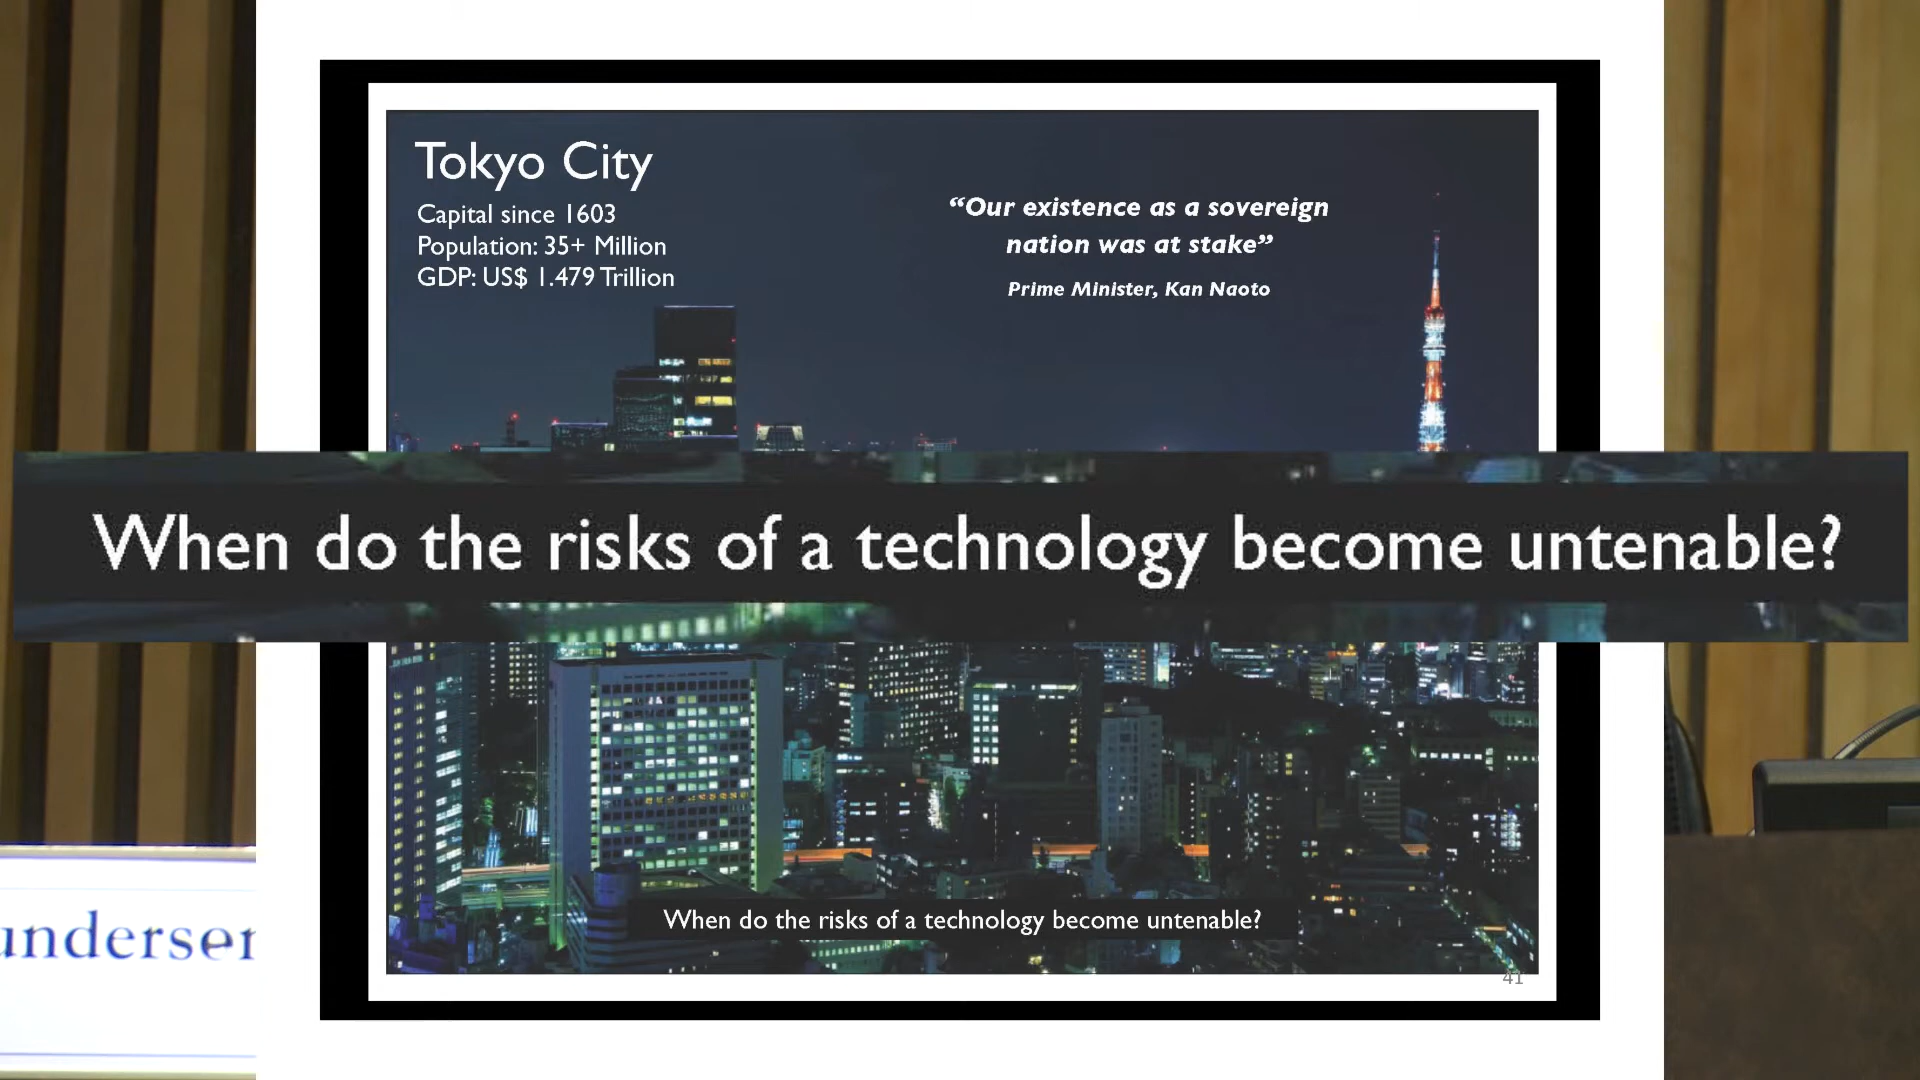 Tokyo City
Capital since 1603
Population: 35+ Million
GDP: US$ 1.479 Trillion
“Our existence as a sovereign
nation was at stake”
Prime Minister, Kan Naoto
When do the risks of a technology become untenable?
When do the risks of a technology become untenable?
41